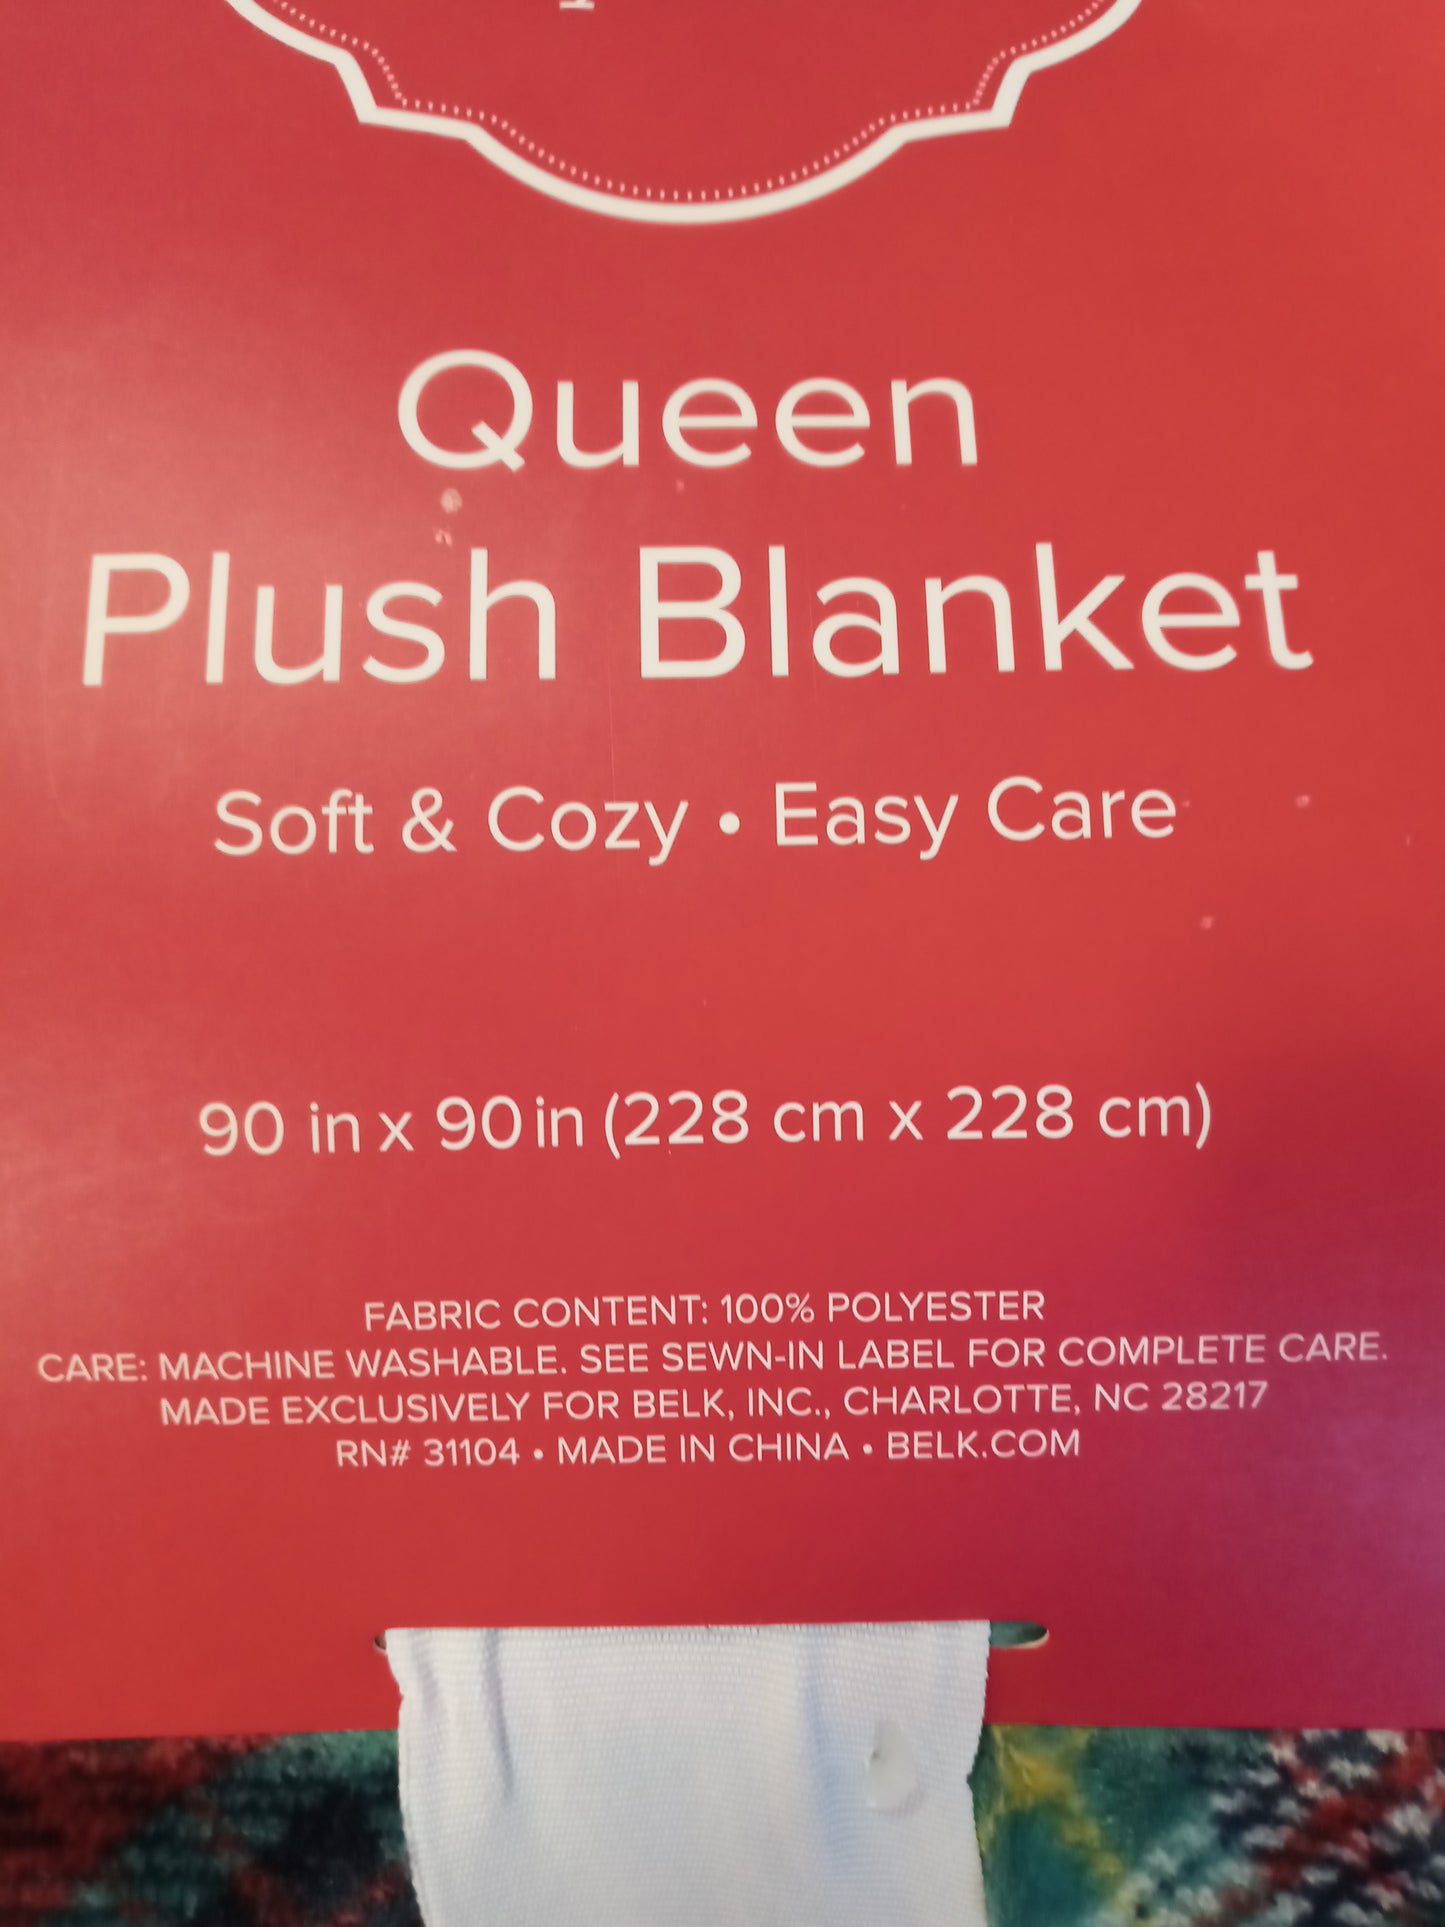 Queen
Plush Blanket
Soft & Cozy • Easy Care
90 in x 90 in (228 cm x 228 cm)
FABRIC CONTENT: 100% POLYESTER
CARE: MACHINE WASHABLE. SEE SEWN-IN LABEL FOR COMPLETE CARE.
MADE EXCLUSIVELY FOR BELK, INC., CHARLOTTE, NC 28217
RN# 31104 • MADE IN CHINA • BELK.COM